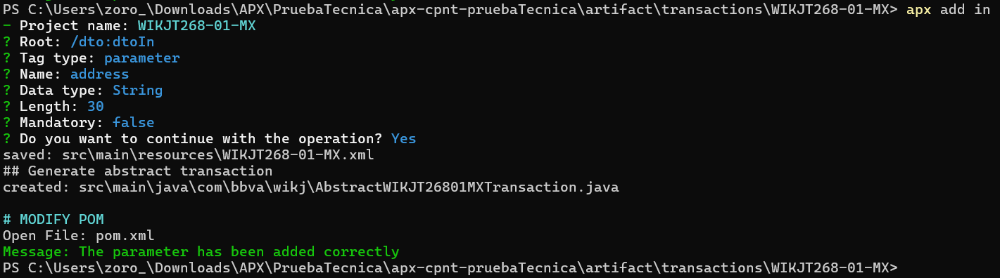 PS C:\Users\zoro_\Downloads\APX\PruebaTecnica\apx-cpnt-pruebaTecnica\artifact\transactions\WIKJT268-01-MX> apx add in
- Project name: WIKJT268-01-MX
? Root: /dto:dtoIn
? Tag type: parameter
? Name: address
? Data type: String
? Length: 30
? Mandatory: false
? Do you want to continue with the operation? Yes
saved: src\main\resources\WIKJT268-01-MX.xml
## Generate abstract transaction
created: src\main\java\com\bbva\wikj\AbstractWIKJT26801MXTransaction.java
# MODIFY POM
Open File: pom.xml
Message: The parameter has been added correctly
PS C:\Users\zoro_\Downloads\APX\PruebaTecnica\apx-cpnt-pruebaTecnica\artifact\transactions\WIKJT268-01-MX>